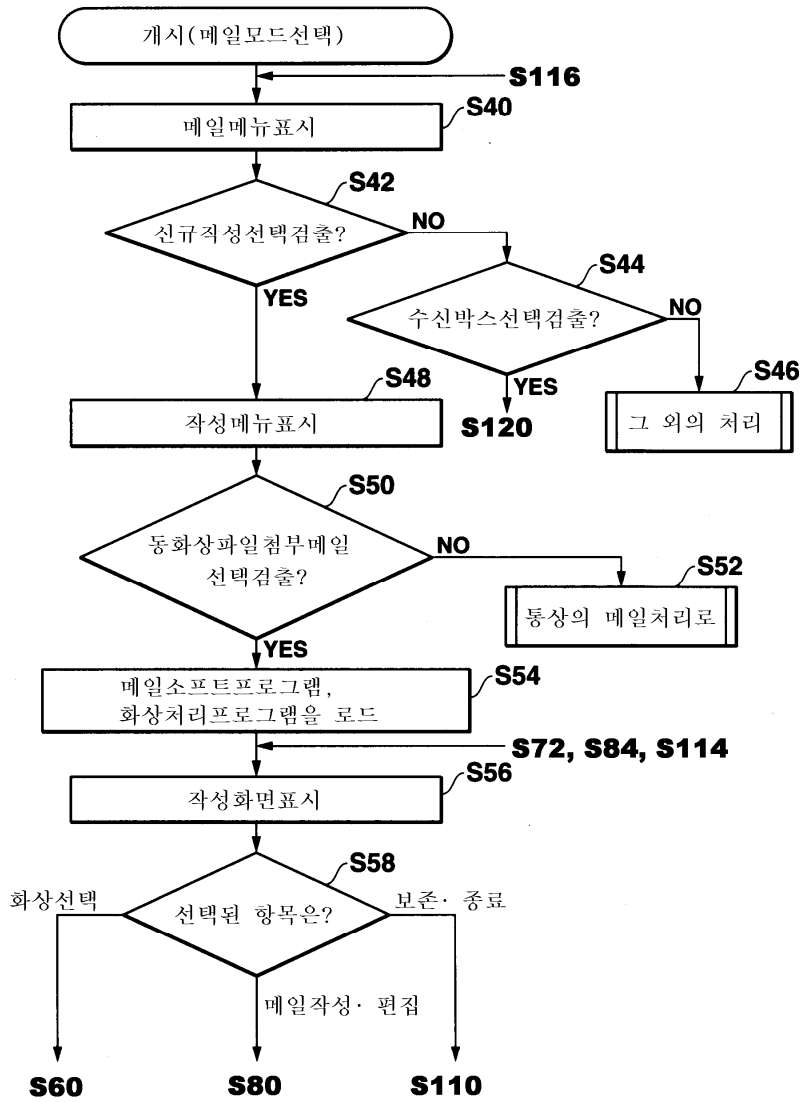 개시(메일모드선택)
S116
S40
메일메뉴표시
S42
신규작성선택검출?
NO
YES
S44
수신박스선택검출?
NO
YES
S120
S46
그 외의 처리
S48
작성메뉴표시
S50
동화상파일첨부메일
선택검출?
NO
YES
S52
통상의 메일처리로
S54
메일소프트프로그램,
화상처리프로그램을 로드
S72, S84, S114
S56
작성화면표시
S58
선택된 항목은?
화상선택
보존· 종료
메일작성· 편집
S60
S80
S110